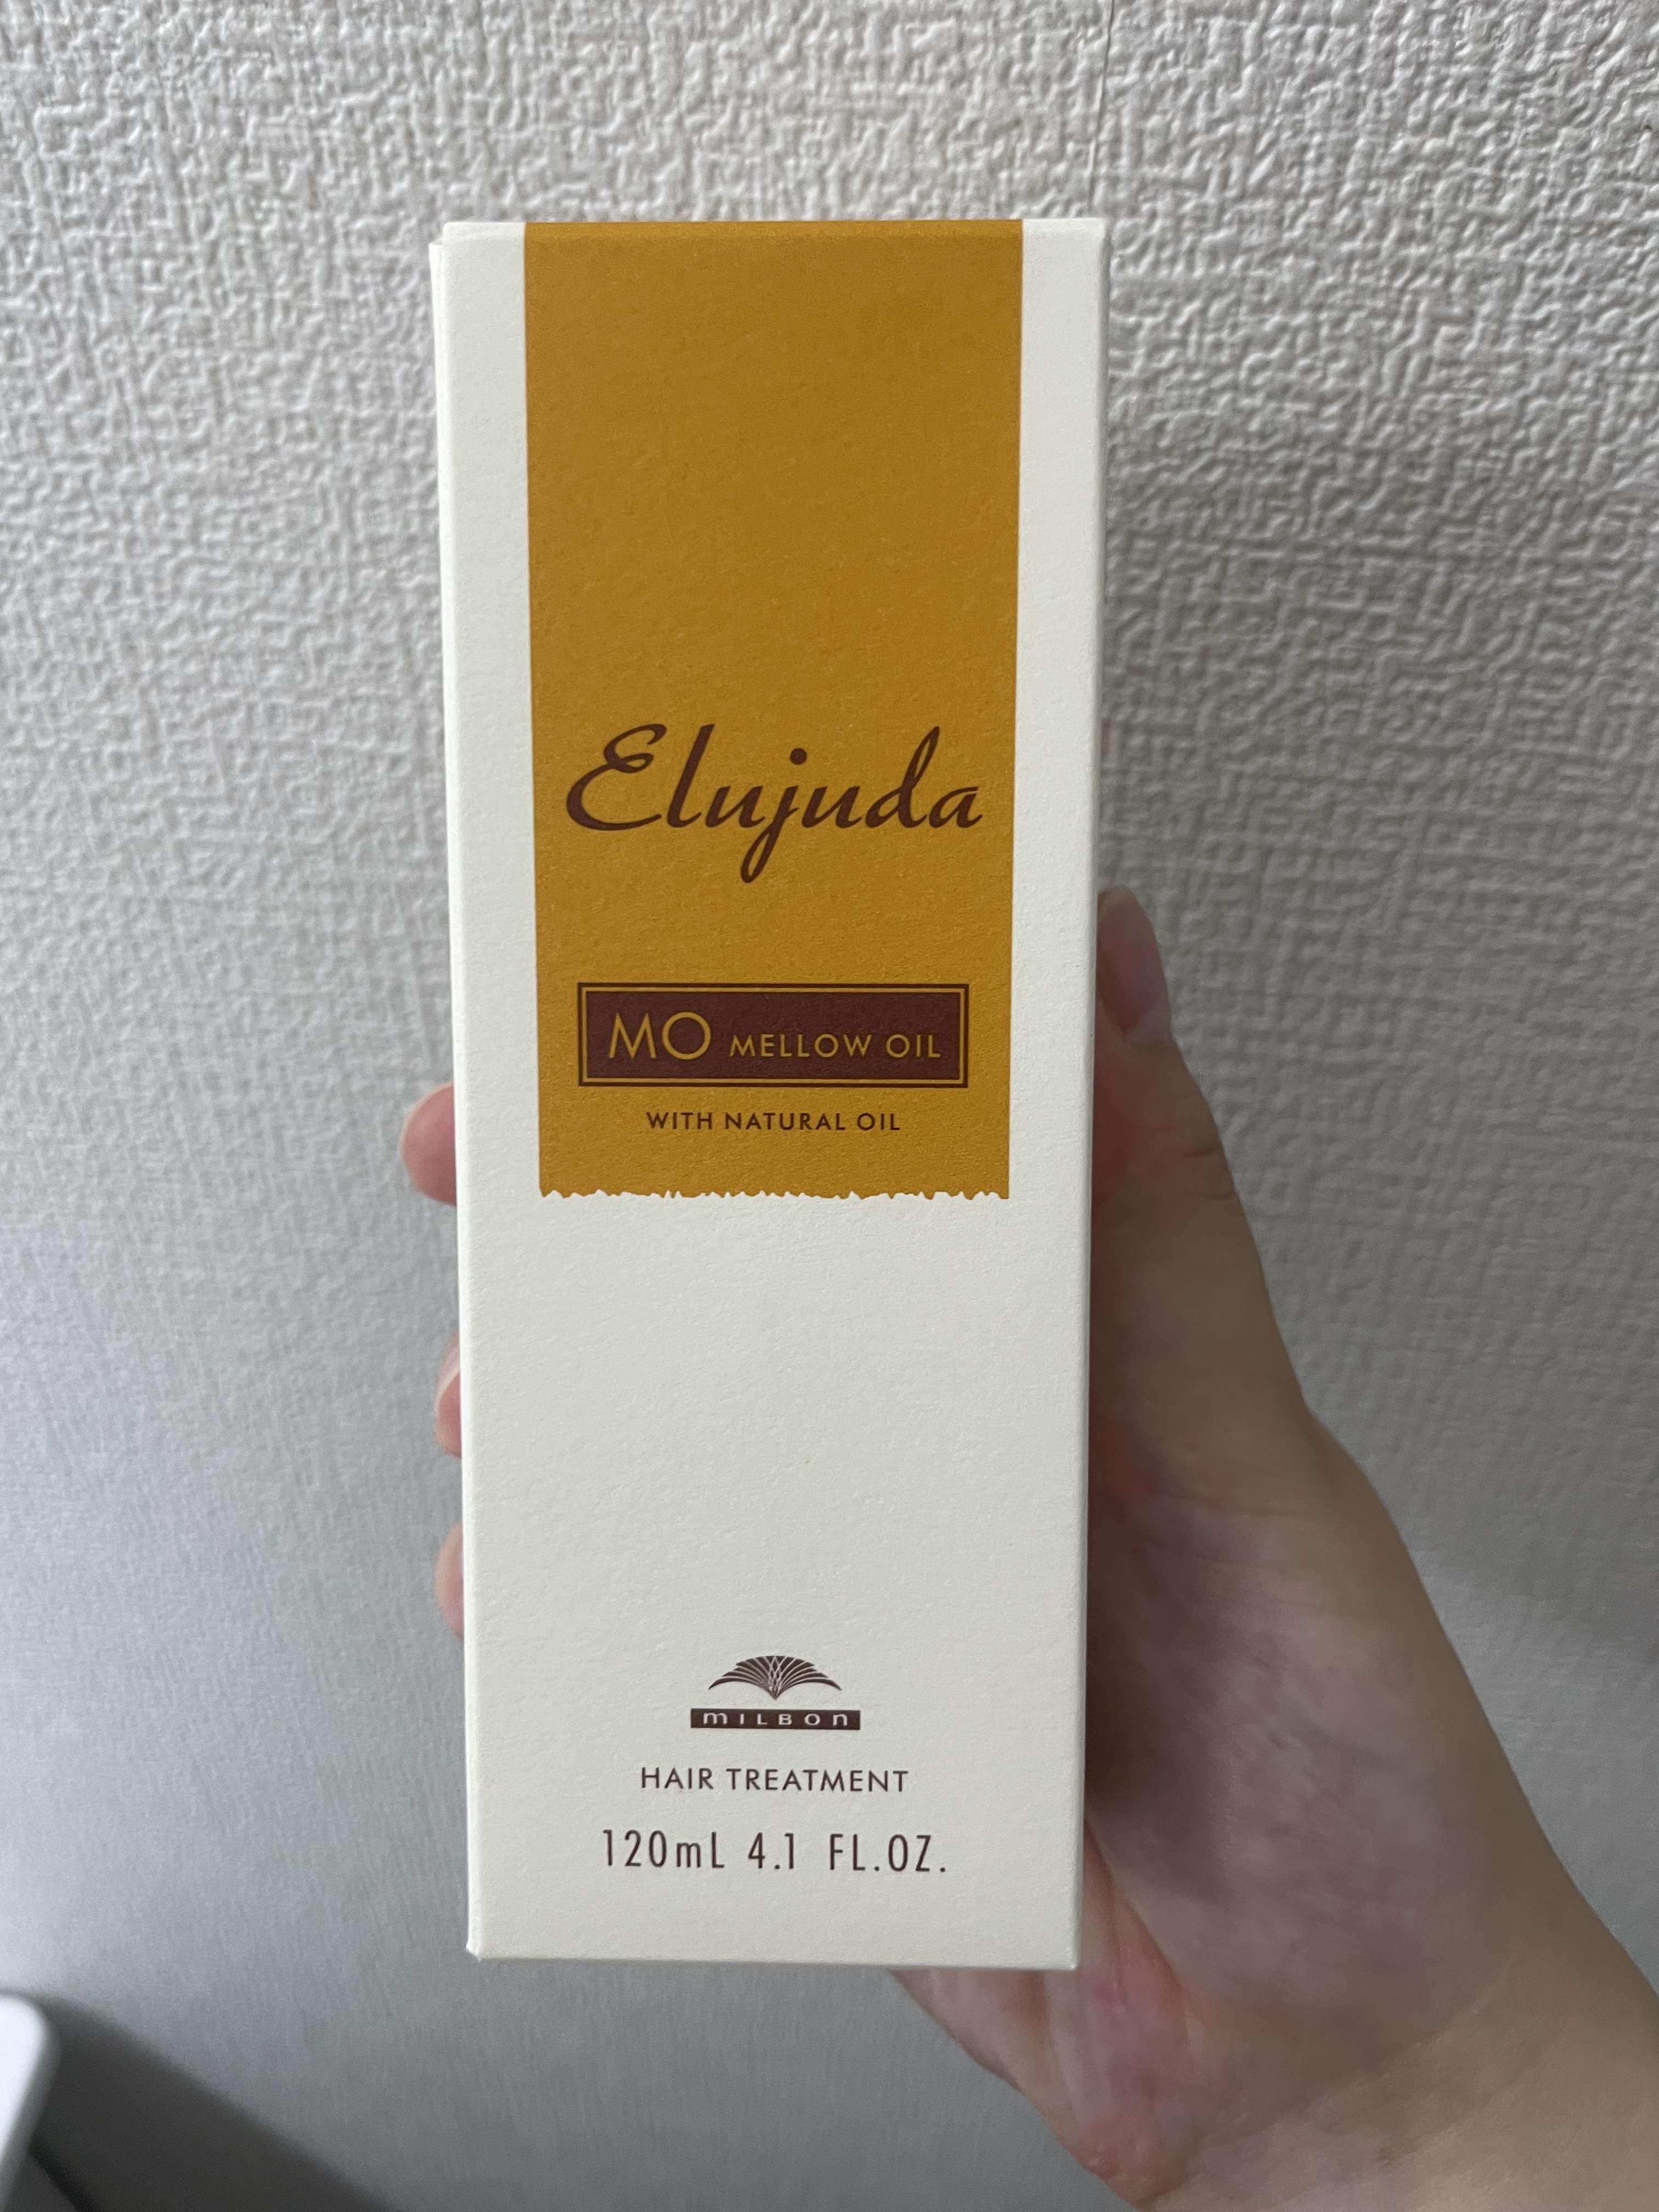 Elujuda
MO MELLOW OIL
WITH NATURAL OIL
MILBON
HAIR TREATMENT
120mL 4.1 FL.OZ.